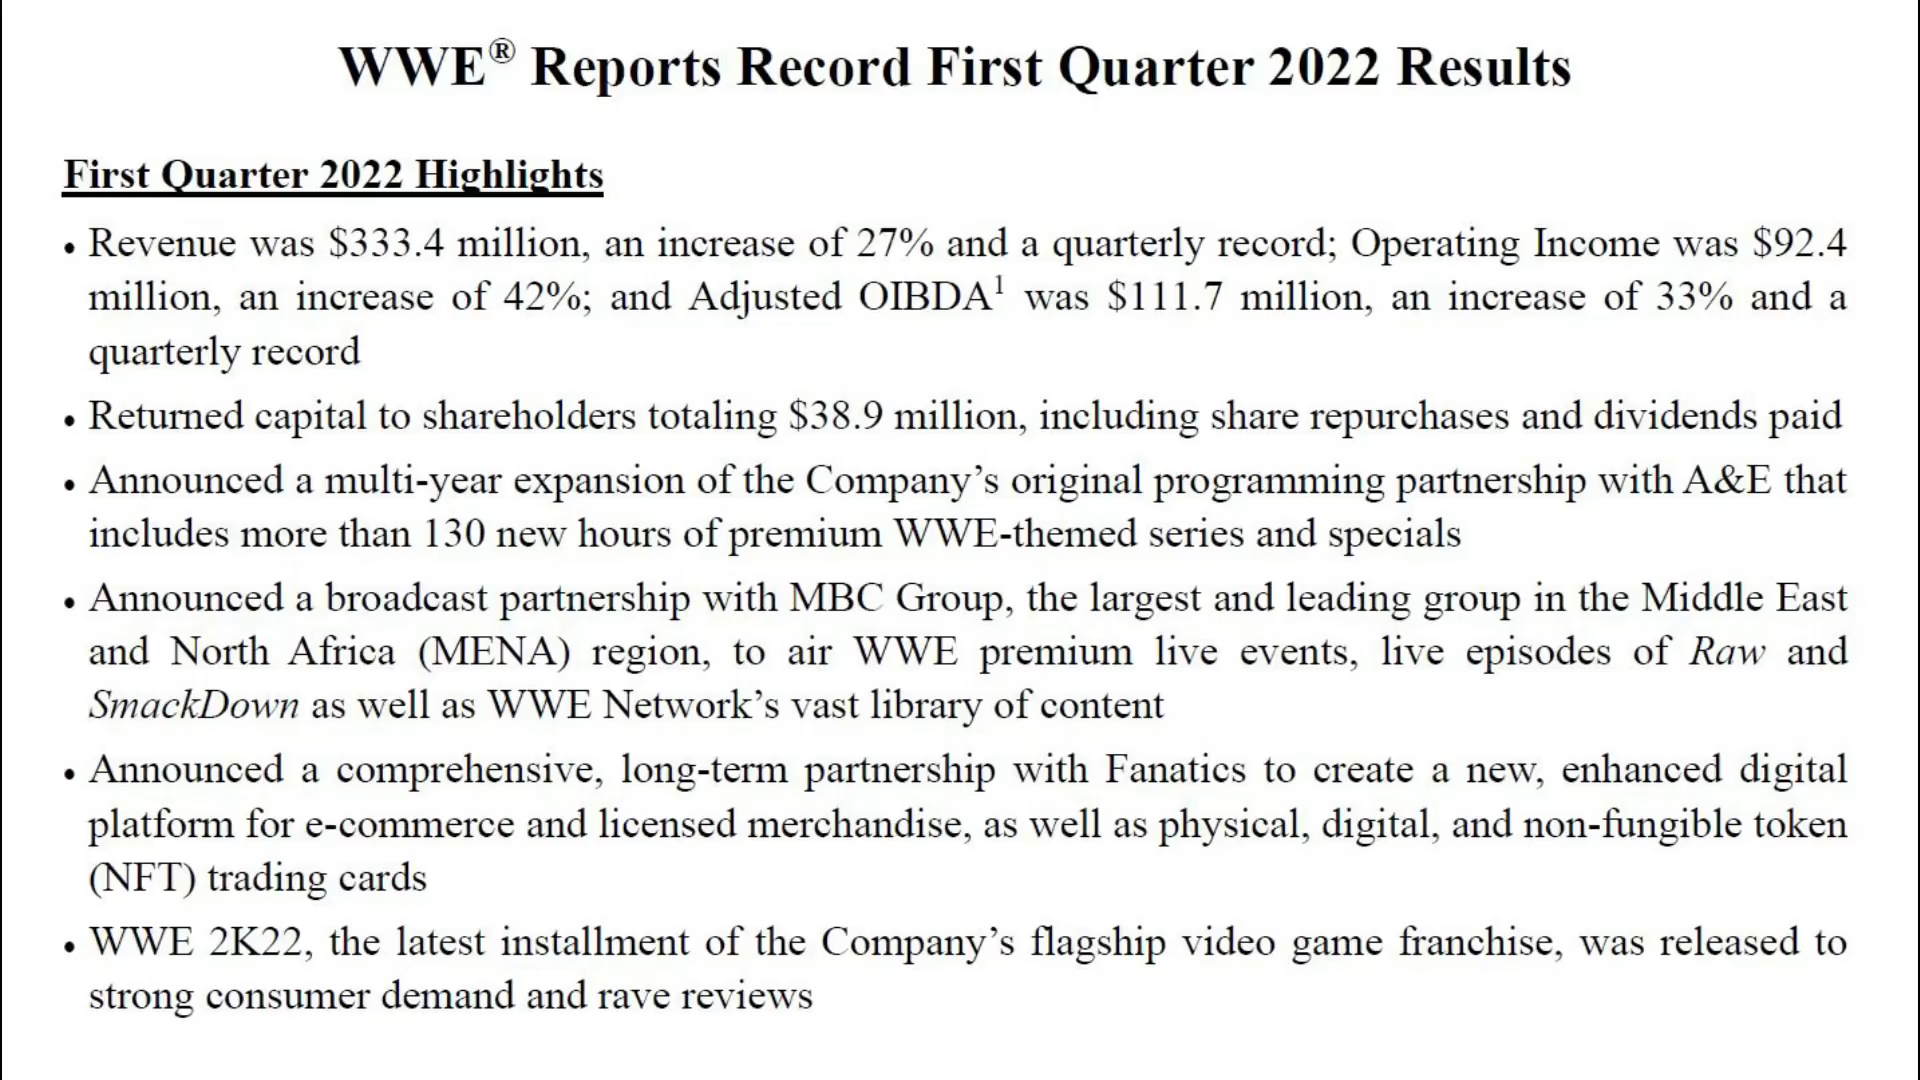 WWE® Reports Record First Quarter 2022 Results
First Quarter 2022 Highlights
• Revenue was $333.4 million, an increase of 27% and a quarterly record; Operating Income was $92.4
million, an increase of 42%; and Adjusted OIBDA¹ was $111.7 million, an increase of 33% and a
quarterly record
• Returned capital to shareholders totaling $38.9 million, including share repurchases and dividends paid
• Announced a multi-year expansion of the Company’s original programming partnership with A&E that
includes more than 130 new hours of premium WWE-themed series and specials
• Announced a broadcast partnership with MBC Group, the largest and leading group in the Middle East
and North Africa (MENA) region, to air WWE premium live events, live episodes of Raw and
SmackDown as well as WWE Network’s vast library of content
• Announced a comprehensive, long-term partnership with Fanatics to create a new, enhanced digital
platform for e-commerce and licensed merchandise, as well as physical, digital, and non-fungible token
(NFT) trading cards
• WWE 2K22, the latest installment of the Company’s flagship video game franchise, was released to
strong consumer demand and rave reviews